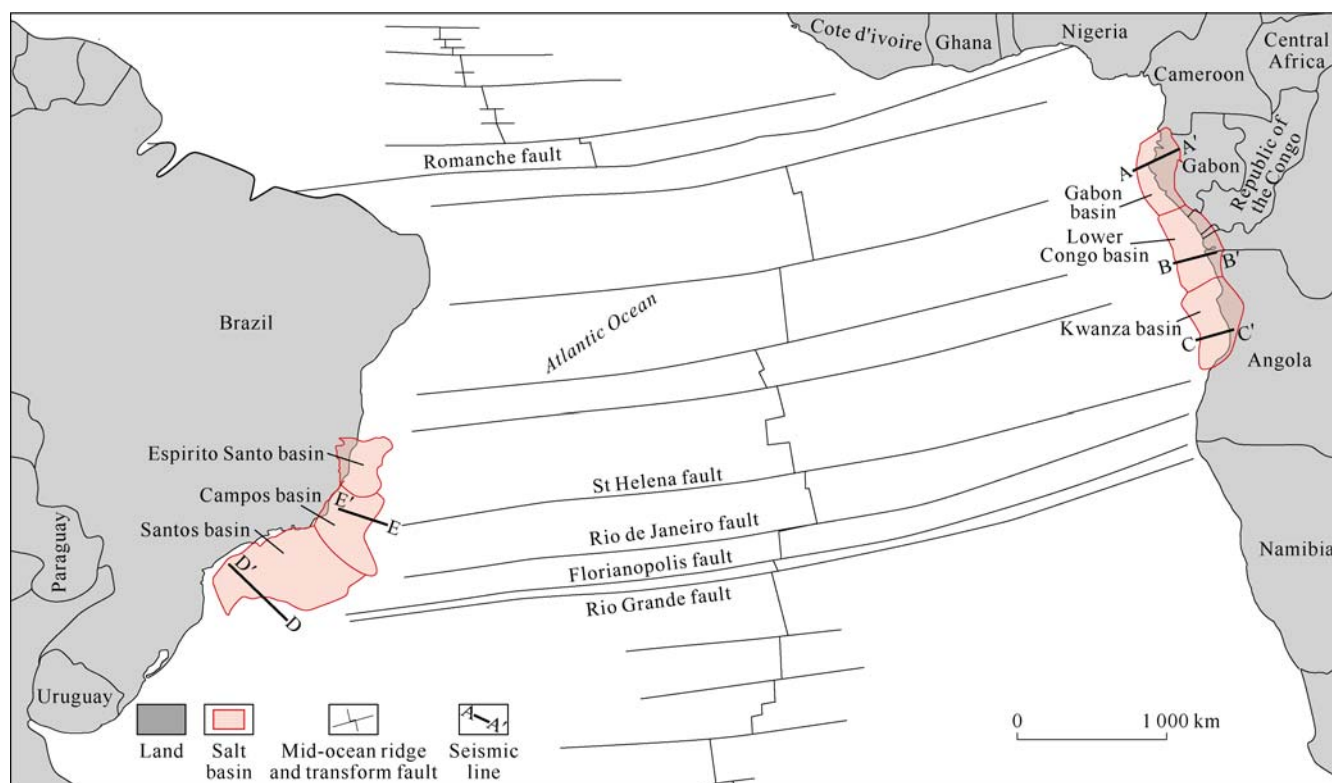 Cote d'ivoire
Ghana
Nigeria
Central
Africa
Cameroon
Romanche fault
A
A'
Gabon
Republic of
the Congo
Gabon
basin
Lower
Congo basin
B
B'
Atlantic Ocean
Brazil
Kwanza basin
C
C'
Angola
Espirito Santo basin
Campos basin
E'
E
St Helena fault
Santos basin
Rio de Janeiro fault
Florianopolis fault
Rio Grande fault
Namibia
Paraguay
D'
D
Uruguay
Land
Salt
basin
Mid-ocean ridge
and transform fault
A
A'
Seismic
line
0
1 000 km